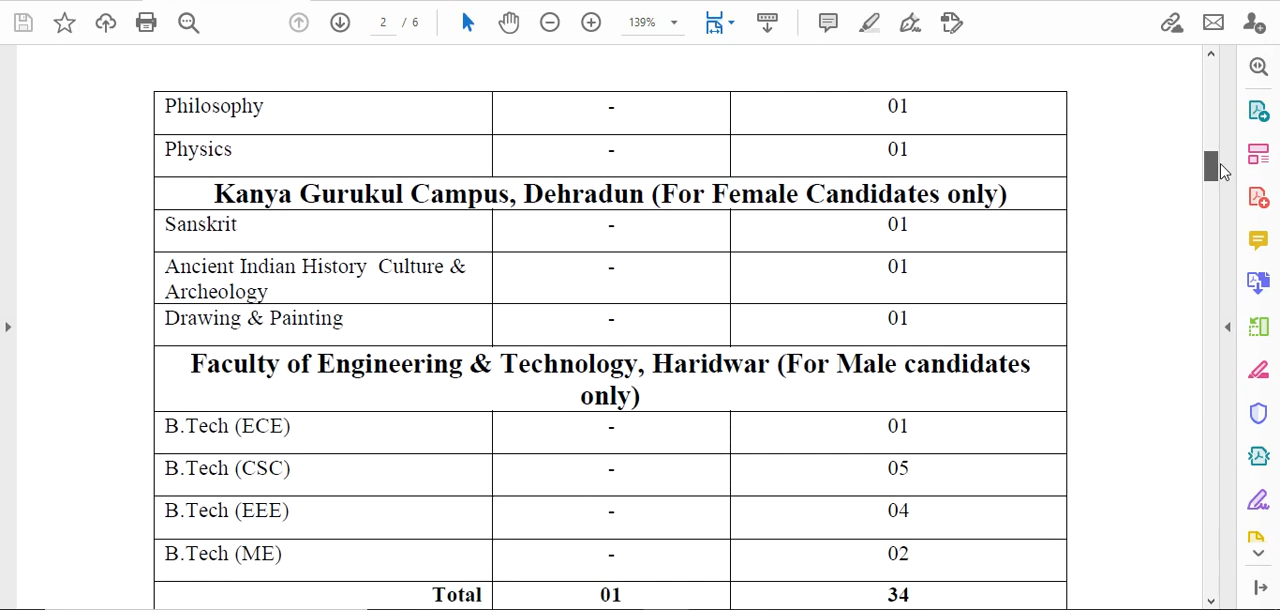 2 / 6
139%
Philosophy - 01
Physics - 01
Kanya Gurukul Campus, Dehradun (For Female Candidates only)
Sanskrit - 01
Ancient Indian History Culture & - 01
Archeology
Drawing & Painting - 01
Faculty of Engineering & Technology, Haridwar (For Male candidates
only)
B.Tech (ECE) - 01
B.Tech (CSC) - 05
B.Tech (EEE) - 04
B.Tech (ME) - 02
Total 01 34